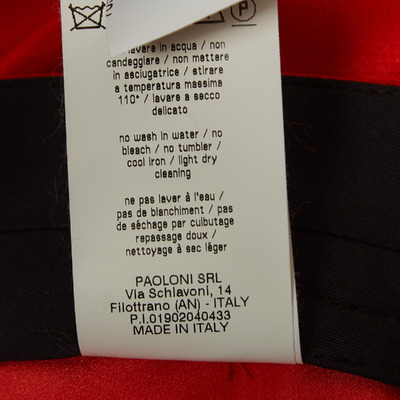 lavare in acqua / non
candeggiare / non mettere
in asciugatrice / stirare
a temperatura massima
110° / lavare a secco
delicato
no wash in water / no
bleach / no tumbler /
cool iron / light dry
cleaning
ne pas laver à l'eau /
pas de blanchiment / pas
de séchage par culbutage
repassage doux /
nettoyage à sec léger
PAOLONI SRL
Via Schiavoni, 14
Filottrano (AN) - ITALY
P.I.01902040433
MADE IN ITALY